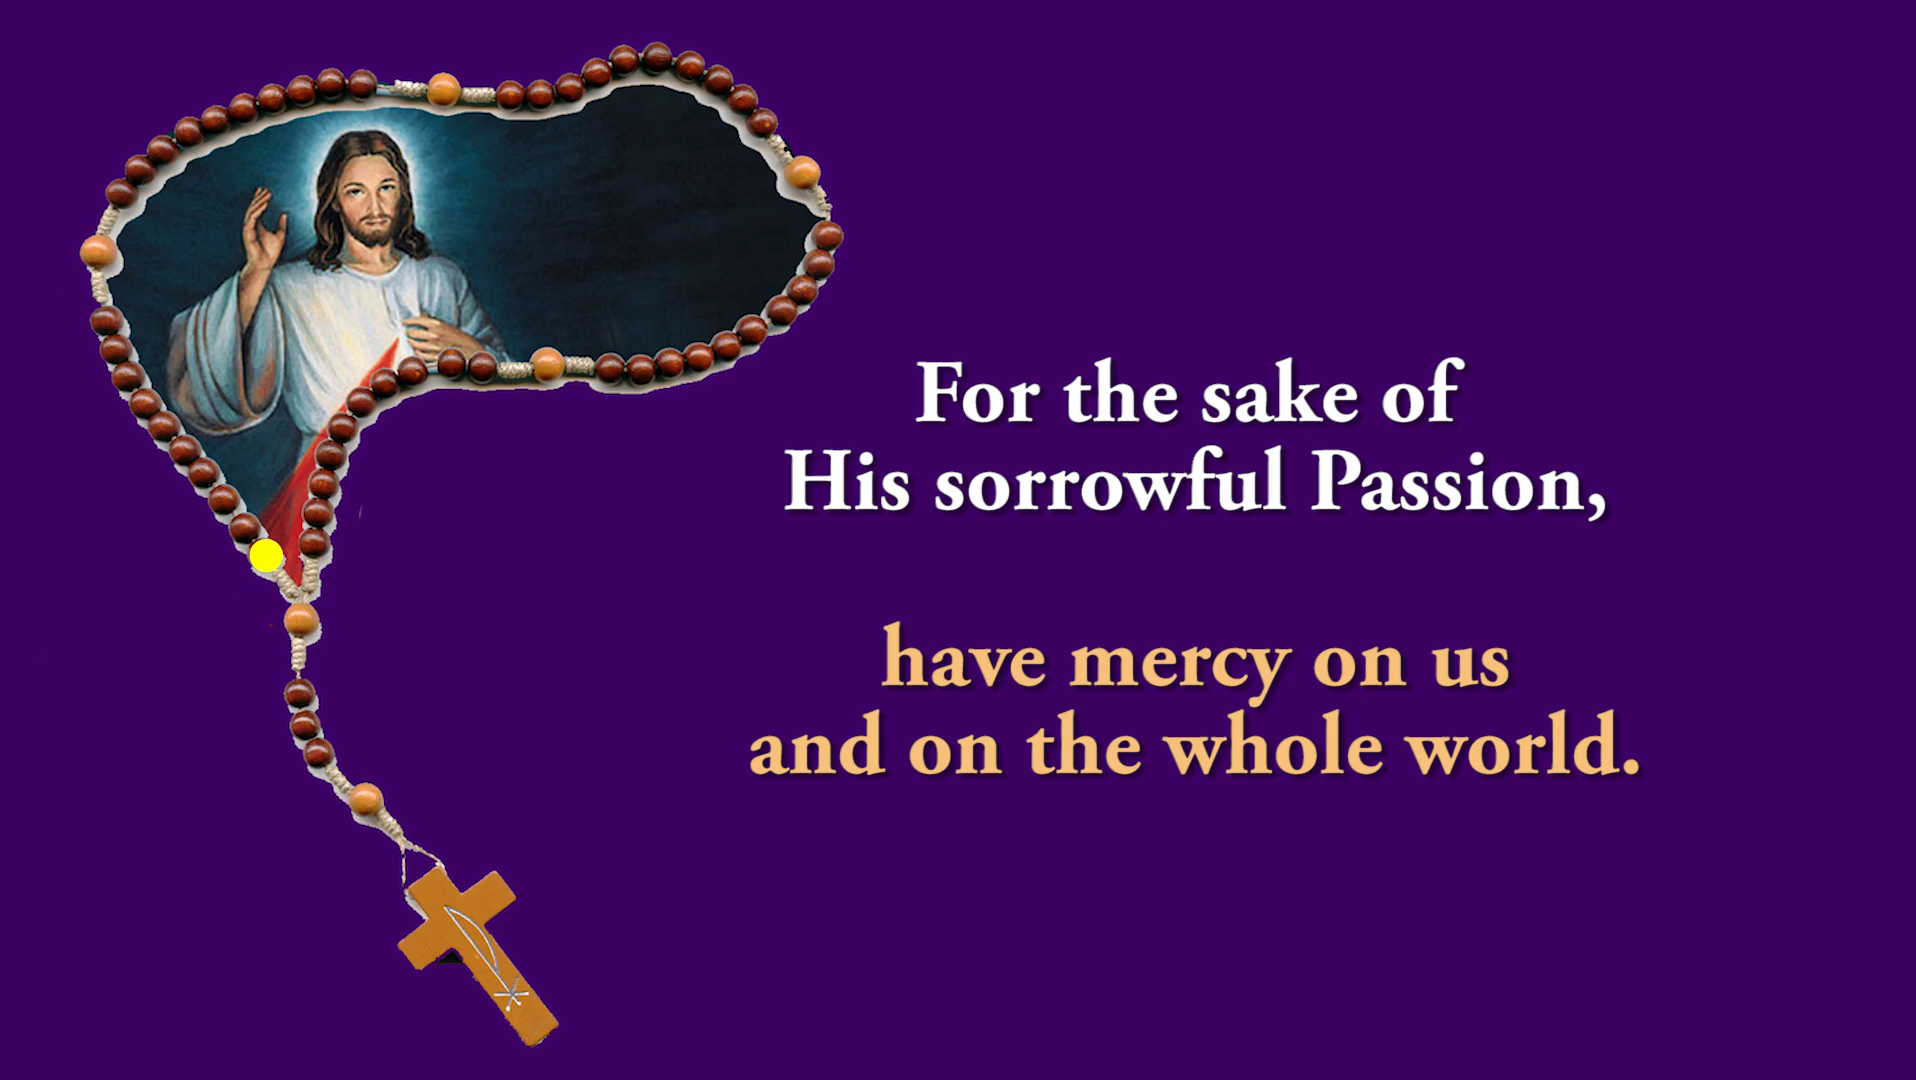 For the sake of
His sorrowful Passion,
have mercy on us
and on the whole world.